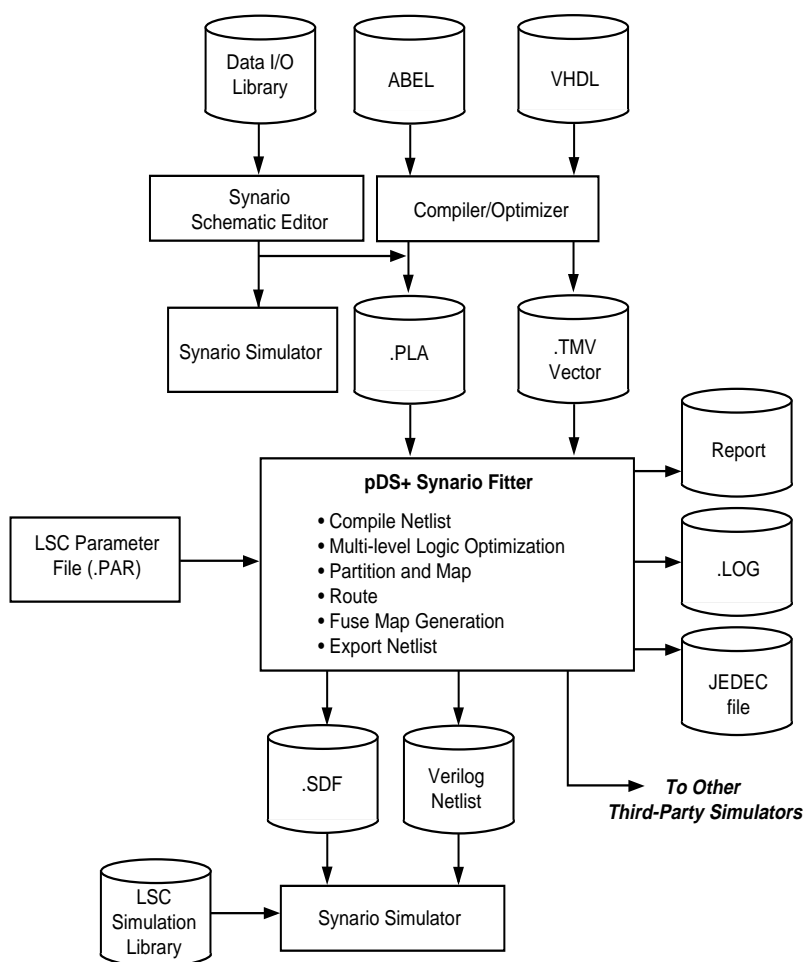 Data I/O
Library
ABEL
VHDL
Synario
Schematic Editor
Compiler/Optimizer
Synario Simulator
.PLA
.TMV
Vector
Report
pDS+ Synario Fitter
• Compile Netlist
• Multi-level Logic Optimization
• Partition and Map
• Route
• Fuse Map Generation
• Export Netlist
LSC Parameter
File (.PAR)
.LOG
JEDEC
file
.SDF
Verilog
Netlist
To Other
Third-Party Simulators
LSC
Simulation
Library
Synario Simulator